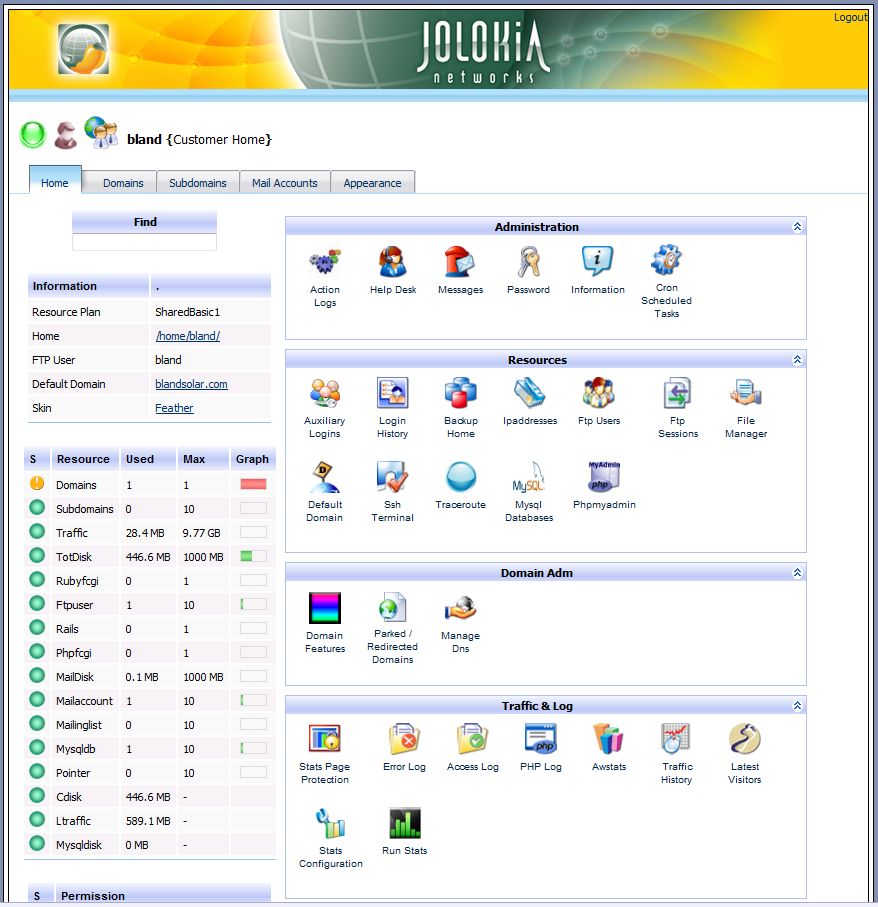 Logout
JOLOKiA
networks
bland {Customer Home}
Home Domains Subdomains Mail Accounts Appearance
Find
Information .
Resource Plan SharedBasic1
Home /home/bland/
FTP User bland
Default Domain blandsolar.com
Skin Feather
S Resource Used Max Graph
Domains 1 1
Subdomains 0 10
Traffic 28.4 MB 9.77 GB
TotDisk 446.6 MB 1000 MB
Rubyfcgi 0 1
Ftpuser 1 10
Rails 0 1
Phpfcgi 0 1
MailDisk 0.1 MB 1000 MB
Mailaccount 1 10
Mailinglist 0 10
Mysqldb 1 10
Pointer 0 10
Cdisk 446.6 MB -
Ltraffic 589.1 MB -
Mysqldisk 0 MB -
S Permission
Administration
Action Logs
Help Desk
Messages
Password
Information
Cron Scheduled Tasks
Resources
Auxiliary Logins
Login History
Backup Home
Ipaddresses
Ftp Users
Ftp Sessions
File Manager
Default Domain
Ssh Terminal
Traceroute
MySQL
Mysql Databases
MyAdmin
php
Phpmyadmin
Domain Adm
Domain Features
Parked / Redirected Domains
Manage Dns
Traffic & Log
Stats Page Protection
Error Log
Access Log
php
PHP Log
Awstats
Traffic History
Latest Visitors
Stats Configuration
Run Stats